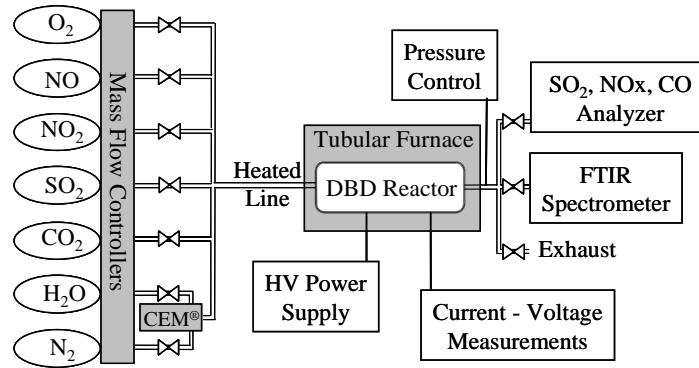 O2
NO
NO2
SO2
CO2
H2O
N2
Mass Flow Controllers
CEM®
Heated
Line
Tubular Furnace
DBD Reactor
Pressure
Control
HV Power
Supply
Current - Voltage
Measurements
SO2, NOx, CO
Analyzer
FTIR
Spectrometer
Exhaust